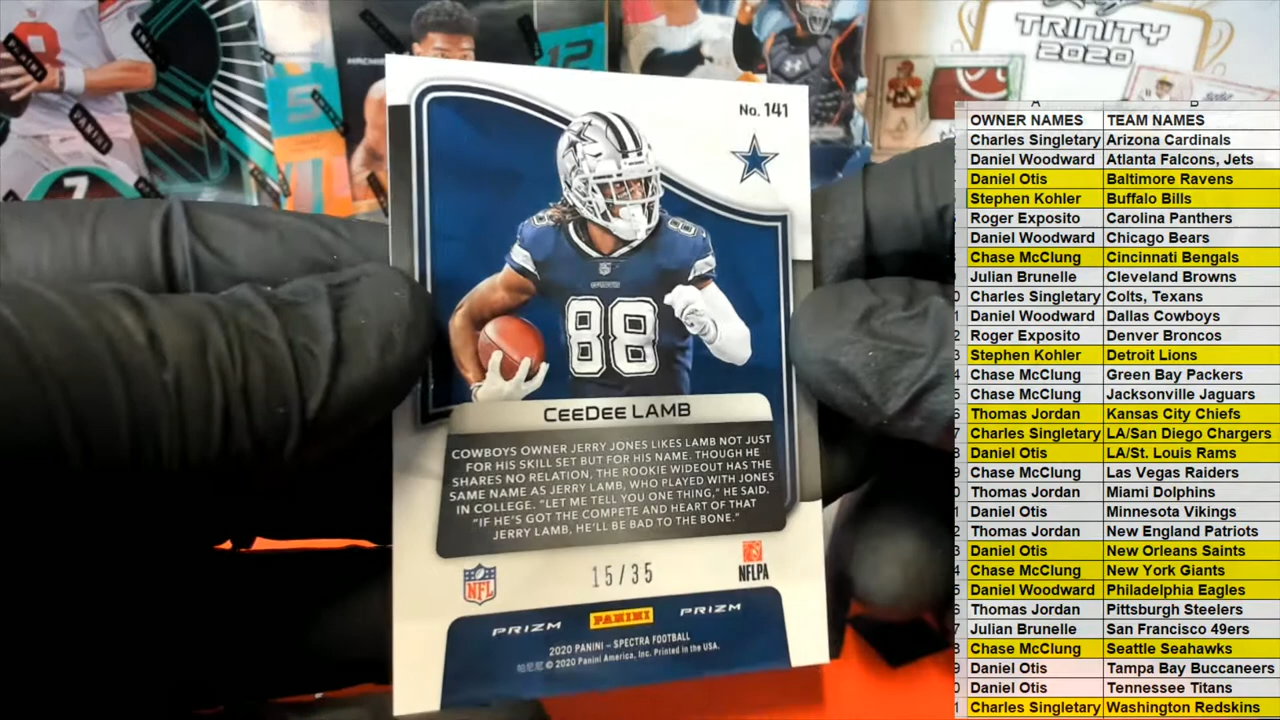 TRINITY
2020
PANINI
No. 141
88
88
CEEDEE LAMB
COWBOYS OWNER JERRY JONES LIKES LAMB NOT JUST
FOR HIS SKILL SET BUT FOR HIS NAME. THOUGH HE
SHARES NO RELATION, THE ROOKIE WIDEOUT HAS THE
SAME NAME AS JERRY LAMB, WHO PLAYED WITH JONES
IN COLLEGE. "LET ME TELL YOU ONE THING," HE SAID.
"IF HE'S GOT THE COMPETE AND HEART OF THAT
JERRY LAMB, HE'LL BE BAD TO THE BONE."
NFL
15/35
NFLPA
PRIZM PANINI PRIZM
2020 PANINI – SPECTRA FOOTBALL
© 2020 Panini America, Inc. Printed in the USA.
A B
OWNER NAMES TEAM NAMES
Charles Singletary Arizona Cardinals
Daniel Woodward Atlanta Falcons, Jets
Daniel Otis Baltimore Ravens
Stephen Kohler Buffalo Bills
Roger Exposito Carolina Panthers
Daniel Woodward Chicago Bears
Chase McClung Cincinnati Bengals
Julian Brunelle Cleveland Browns
Charles Singletary Colts, Texans
Daniel Woodward Dallas Cowboys
Roger Exposito Denver Broncos
Stephen Kohler Detroit Lions
Chase McClung Green Bay Packers
Chase McClung Jacksonville Jaguars
Thomas Jordan Kansas City Chiefs
Charles Singletary LA/San Diego Chargers
Daniel Otis LA/St. Louis Rams
Chase McClung Las Vegas Raiders
Thomas Jordan Miami Dolphins
Daniel Otis Minnesota Vikings
Thomas Jordan New England Patriots
Daniel Otis New Orleans Saints
Chase McClung New York Giants
Daniel Woodward Philadelphia Eagles
Thomas Jordan Pittsburgh Steelers
Julian Brunelle San Francisco 49ers
Chase McClung Seattle Seahawks
Daniel Otis Tampa Bay Buccaneers
Daniel Otis Tennessee Titans
Charles Singletary Washington Redskins